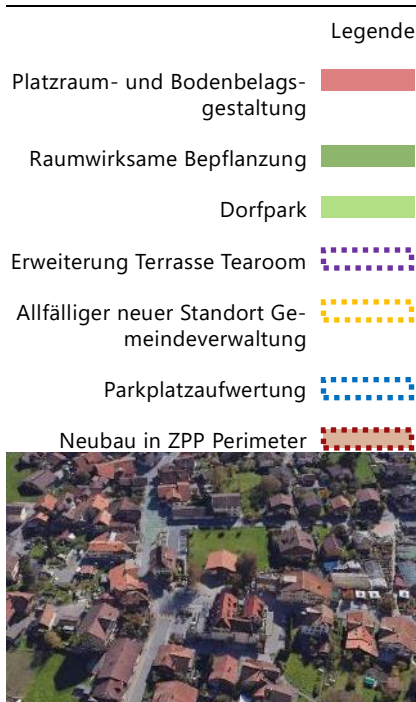 Legende
Platzraum- und Bodenbelags-
gestaltung
Raumwirksame Bepflanzung
Dorfpark
Erweiterung Terrasse Tearoom
Allfälliger neuer Standort Ge-
meindeverwaltung
Parkplatzaufwertung
Neubau in ZPP Perimeter